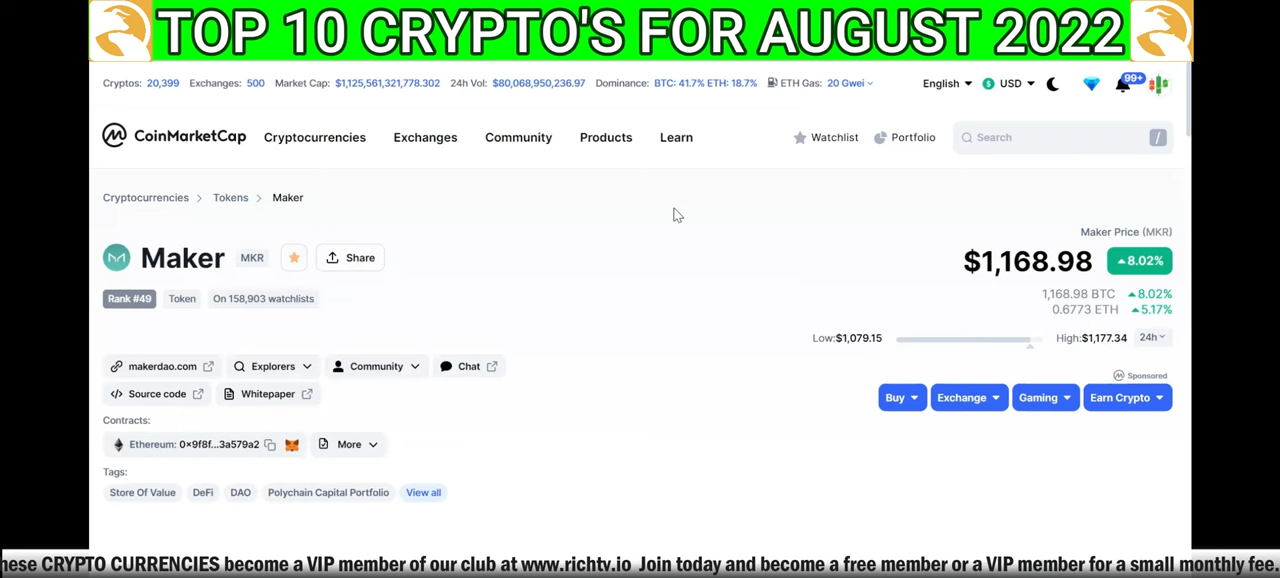 TOP 10 CRYPTO'S FOR AUGUST 2022
Cryptos: 20,399 Exchanges: 500 Market Cap: $1,125,561,321,778.302 24h Vol: $80,068,950,236.97 Dominance: BTC: 41.7% ETH: 18.7% ETH Gas: 20 Gwei English USD 99+
CoinMarketCap Cryptocurrencies Exchanges Community Products Learn Watchlist Portfolio Search /
Cryptocurrencies > Tokens > Maker
Maker Price (MKR)
Maker MKR Share $1,168.98 8.02%
1,168.98 BTC 8.02%
Rank #49 Token On 158,903 watchlists
0.6773 ETH 5.17%
Low:$1,079.15 High:$1,177.34 24h
makerdao.com Explorers Community Chat
Sponsored
Source code Whitepaper
Buy Exchange Gaming Earn Crypto
Contracts:
Ethereum: 0x9f8f...3a579a2 More
Tags:
Store Of Value DeFi DAO Polychain Capital Portfolio View all
hese CRYPTO CURRENCIES become a VIP member of our club at www.richtv.io Join today and become a free member or a VIP member for a small monthly fee.